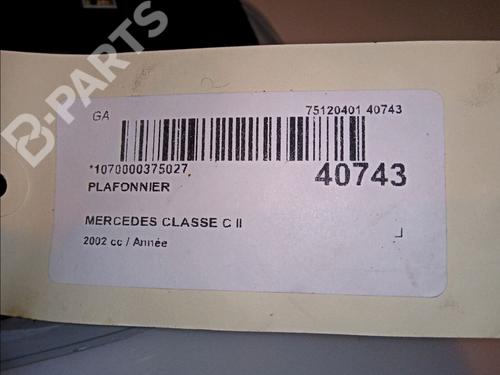 B-PARTS
GA 75120401 40743
*1070000375027
40743
PLAFONNIER
MERCEDES CLASSE C II
2002 cc / Année